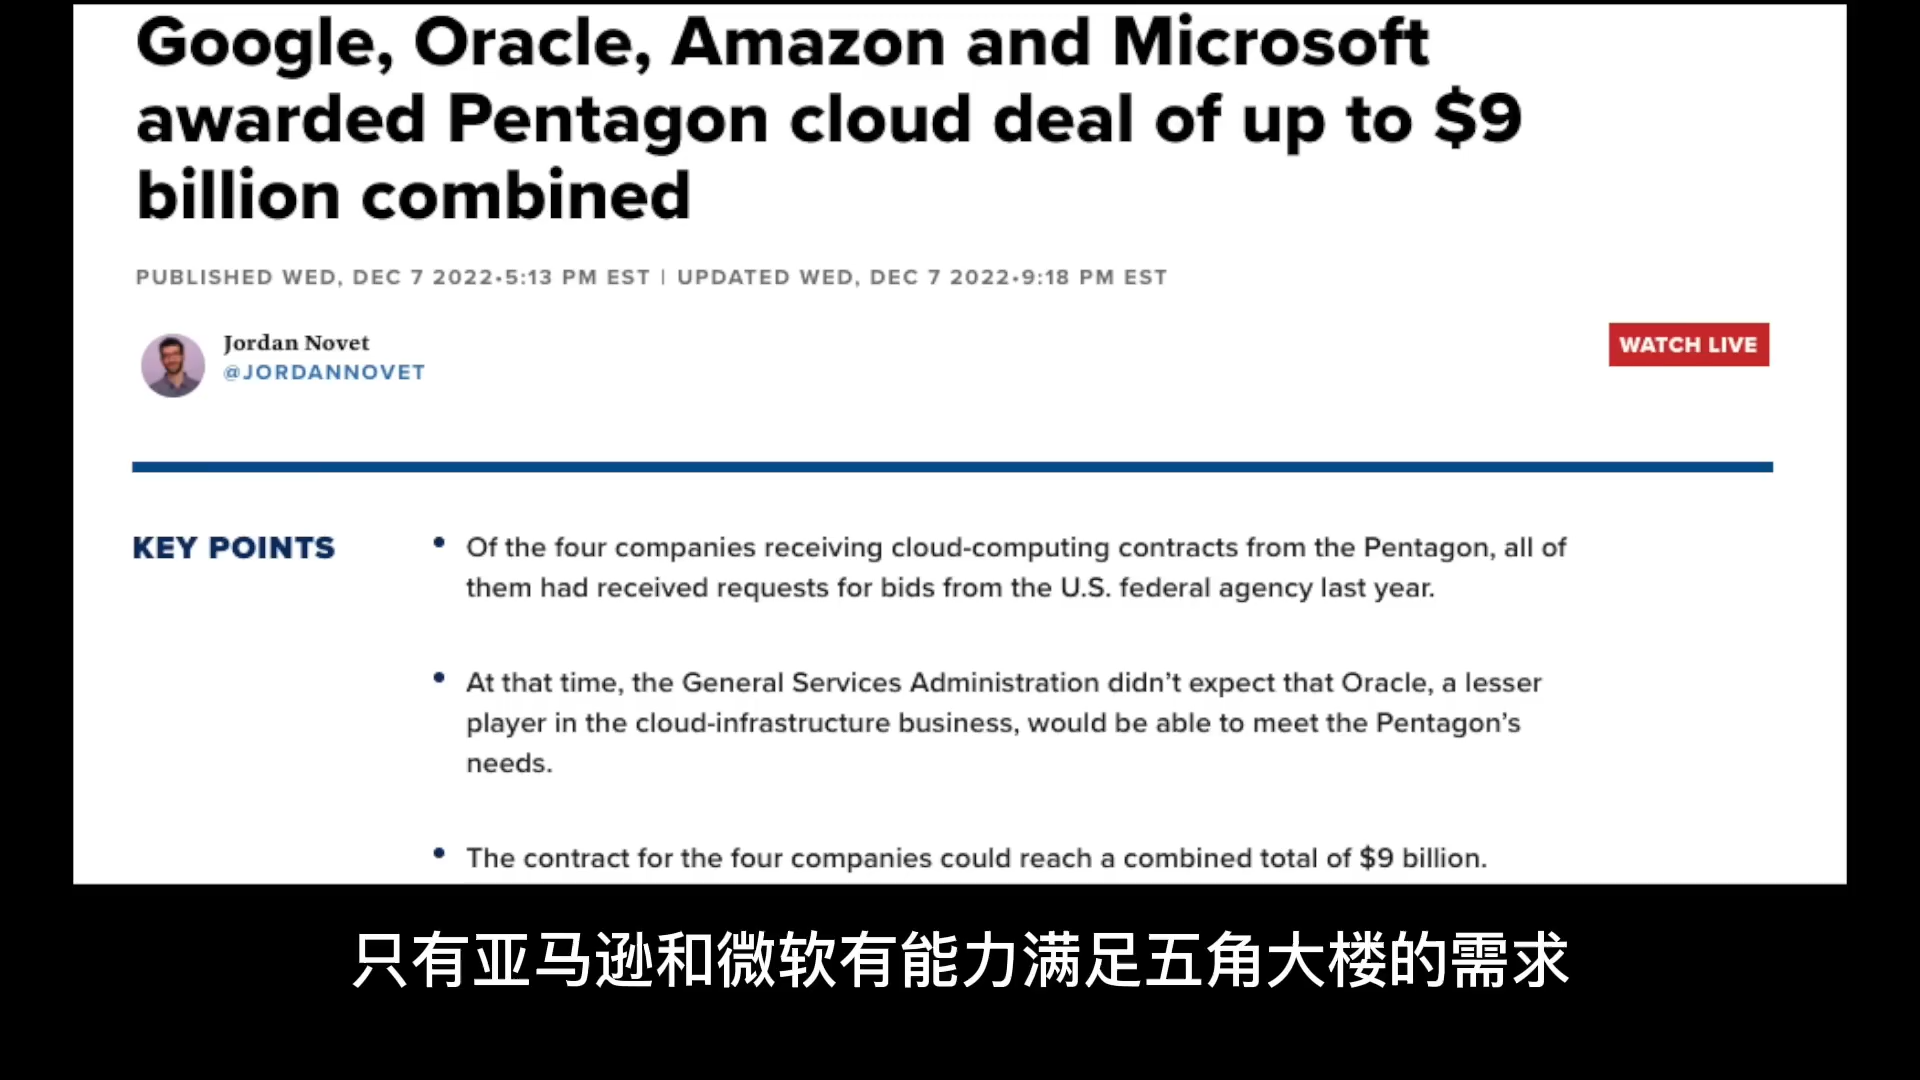 Google, Oracle, Amazon and Microsoft
awarded Pentagon cloud deal of up to $9
billion combined
PUBLISHED WED, DEC 7 2022•5:13 PM EST | UPDATED WED, DEC 7 2022•9:18 PM EST
Jordan Novet
@JORDANNOVET
WATCH LIVE
KEY POINTS
• Of the four companies receiving cloud-computing contracts from the Pentagon, all of
them had received requests for bids from the U.S. federal agency last year.
• At that time, the General Services Administration didn’t expect that Oracle, a lesser
player in the cloud-infrastructure business, would be able to meet the Pentagon’s
needs.
• The contract for the four companies could reach a combined total of $9 billion.
只有亚马逊和微软有能力满足五角大楼的需求